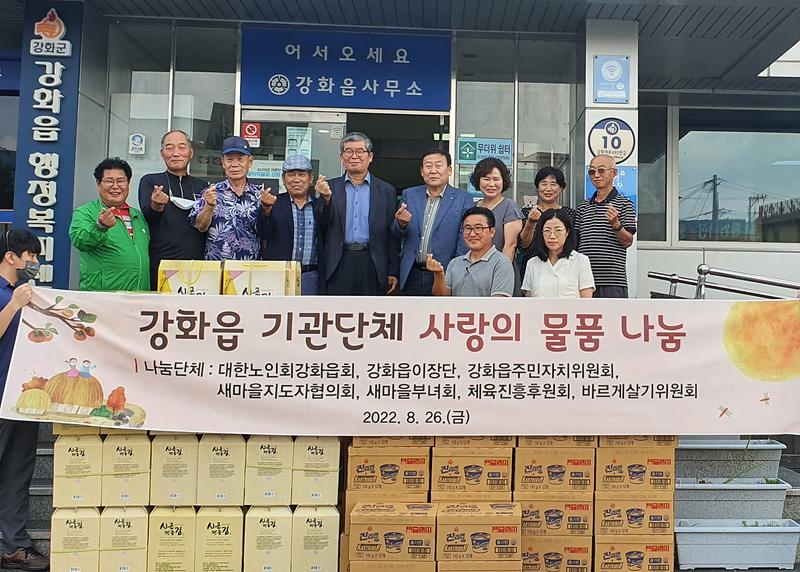 강화군
강화읍 행정복지센
어서오세요
강화읍사무소
무더위 쉼터
10
강화읍 기관단체 사랑의 물품 나눔
나눔단체 : 대한노인회강화읍회, 강화읍이장단, 강화읍주민자치위원회,
새마을지도자협의회, 새마을부녀회, 체육진흥후원회, 바르게살기위원회
2022. 8. 26.(금)
진라면